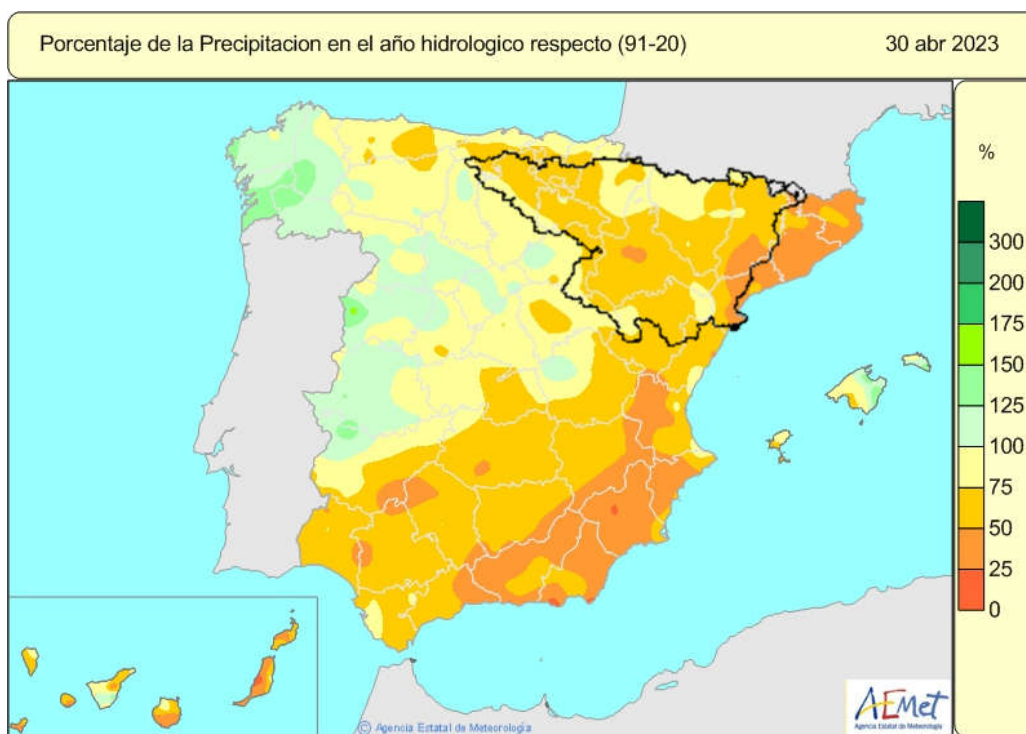 Porcentaje de la Precipitacion en el año hidrologico respecto (91-20)
30 abr 2023
%
300
200
175
150
125
100
75
50
25
0
© Agencia Estatal de Meteorología
AEMet
Agencia Estatal de Meteorología